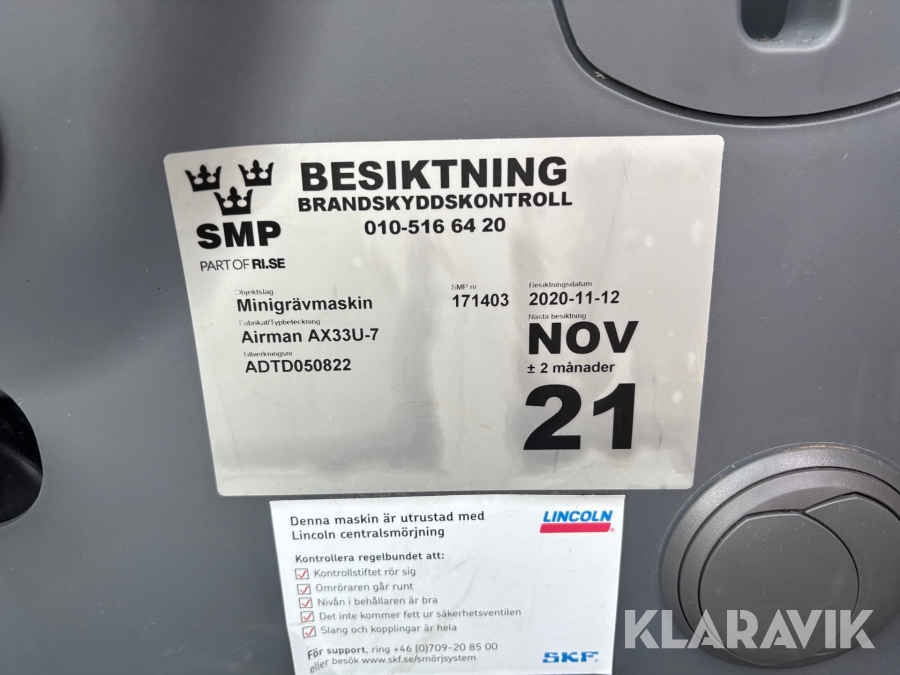 BESIKTNING
BRANDSKYDDSKONTROLL
010-516 64 20
SMP
PART OF RI.SE
Objektslag
Minigrävmaskin
SMP nr
171403
Besiktningsdatum
2020-11-12
Fabrikat/Typbeteckning
Airman AX33U-7
Nästa besiktning
NOV
± 2 månader
21
Tillverkningsnr
ADTD050822
Denna maskin är utrustad med
Lincoln centralsmörjning
LINCOLN
Kontrollera regelbundet att:
Kontrollstiftet rör sig
Omröraren går runt
Nivån i behållaren är bra
Det inte kommer fett ur säkerhetsventilen
Slang och kopplingar är hela
För support, ring +46 (0)709-20 85 00
eller besök www.skf.se/smörjsystem
SKF
KLARAVIK